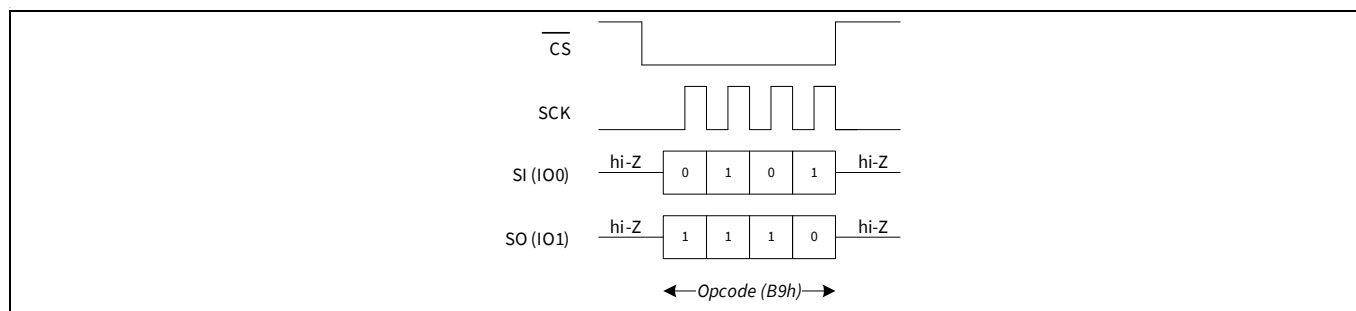 CS
SCK
hi-Z 0 1 0 1 hi-Z
SI (IO0)
hi-Z 1 1 1 0 hi-Z
SO (IO1)
Opcode (B9h)